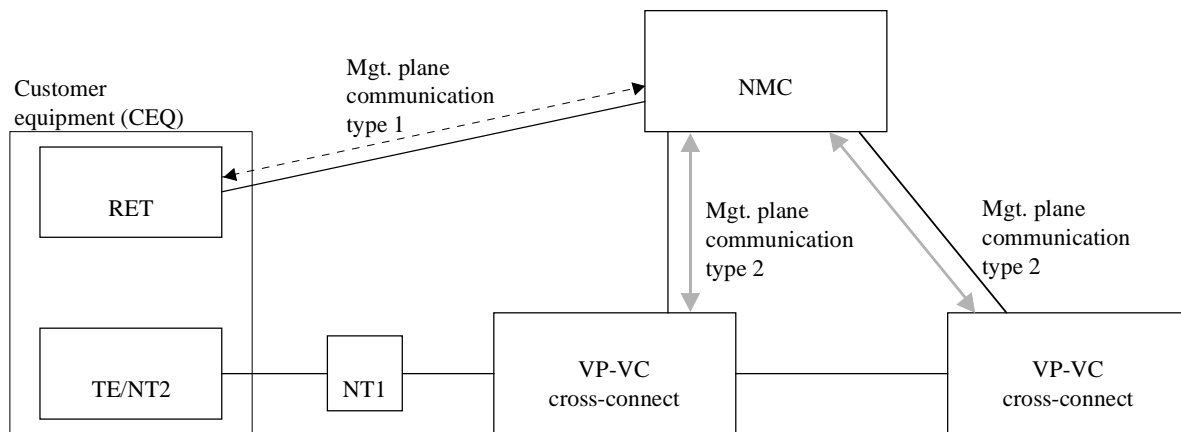 Customer
equipment (CEQ)
Mgt. plane
communication
type 1
NMC
RET
Mgt. plane
communication
type 2
Mgt. plane
communication
type 2
TE/NT2
NT1
VP-VC
cross-connect
VP-VC
cross-connect